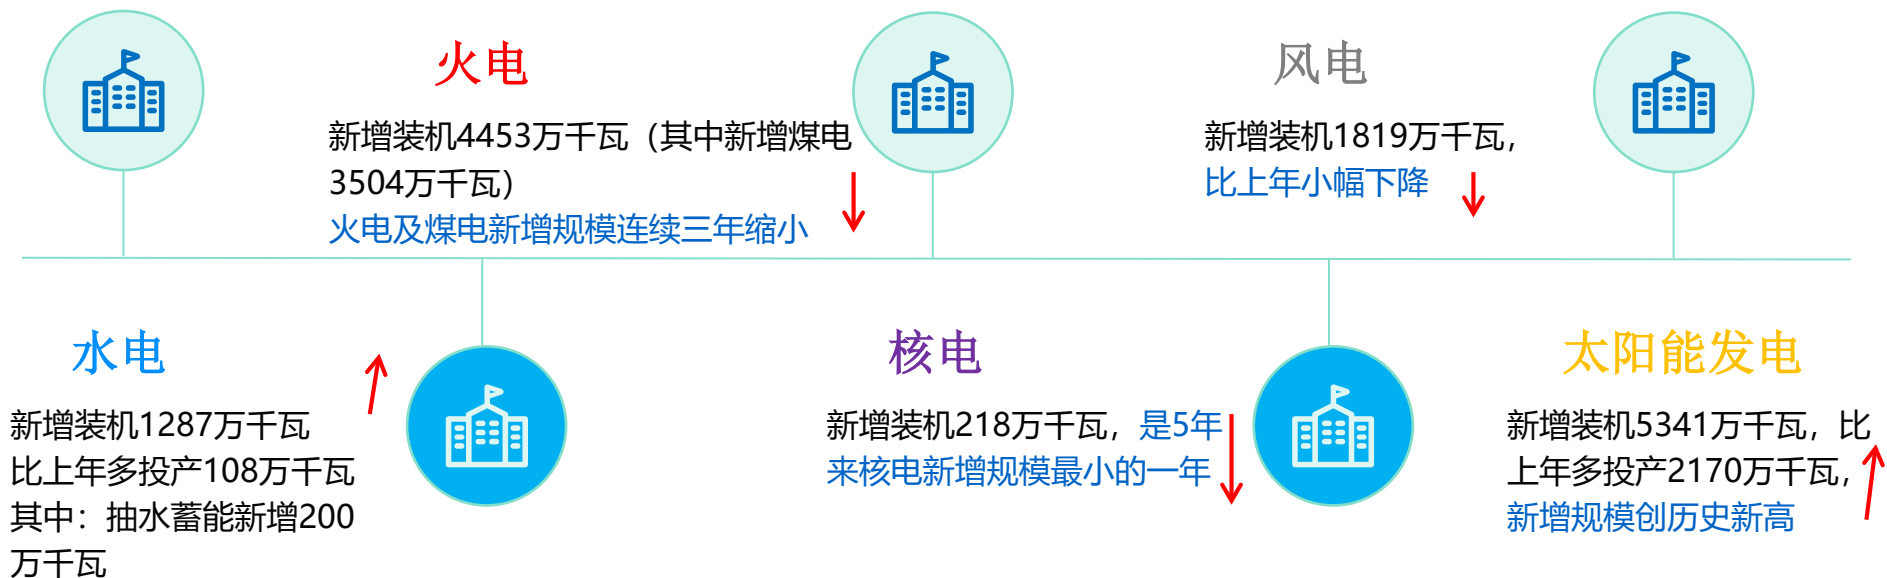 火电
新增装机4453万千瓦（其中新增煤电
3504万千瓦）
火电及煤电新增规模连续三年缩小
风电
新增装机1819万千瓦，
比上年小幅下降
水电
新增装机1287万千瓦
比上年多投产108万千瓦
其中：抽水蓄能新增200
万千瓦
核电
新增装机218万千瓦，是5年
来核电新增规模最小的一年
太阳能发电
新增装机5341万千瓦，比
上年多投产2170万千瓦，
新增规模创历史新高